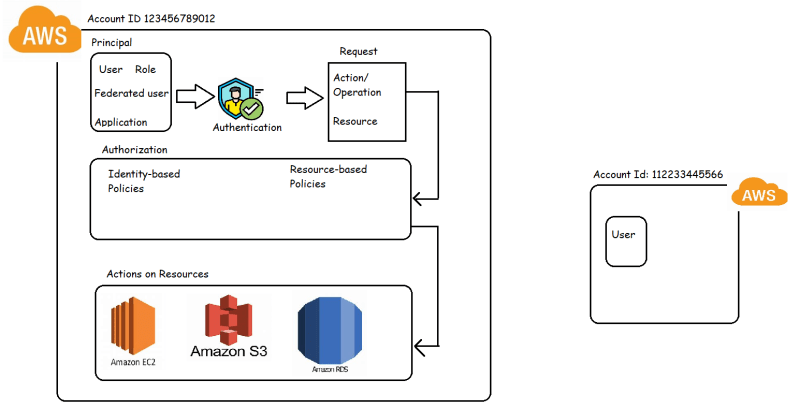 Account ID 123456789012
AWS
Principal
User Role
Federated user
Application
Authentication
Request
Action/
Operation
Resource
Authorization
Identity-based
Policies
Resource-based
Policies
Actions on Resources
Amazon EC2
Amazon S3
Amazon RDS
Account Id: 112233445566
AWS
User